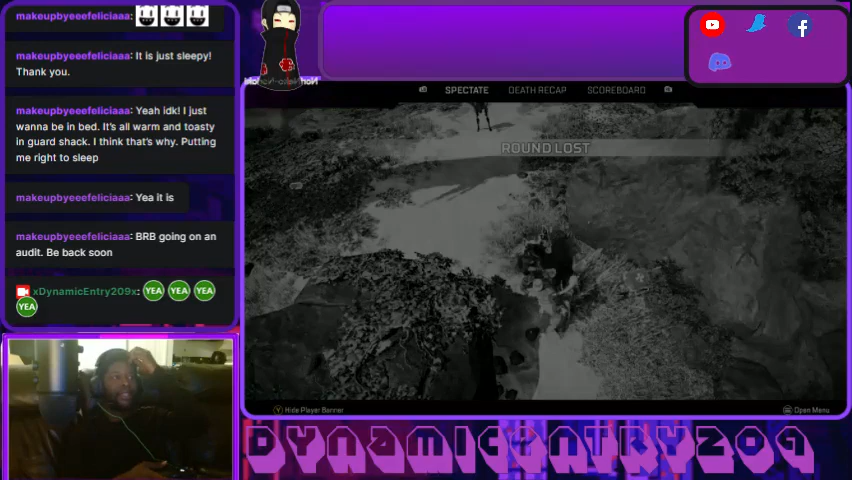 makeupbyeeefeliciaaa:
makeupbyeeefeliciaaa: It is just sleepy!
Thank you.
makeupbyeeefeliciaaa: Yeah idk! I just
wanna be in bed. It's all warm and toasty
in guard shack. I think that's why. Putting
me right to sleep
makeupbyeeefeliciaaa: Yea it is
makeupbyeeefeliciaaa: BRB going on an
audit. Be back soon
xDynamicEntry209x: YEA YEA YEA
YEA
SPECTATE DEATH RECAP SCOREBOARD
ROUND LOST
Y Hide Player Banner
Open Menu
DYNAMICENTRY209